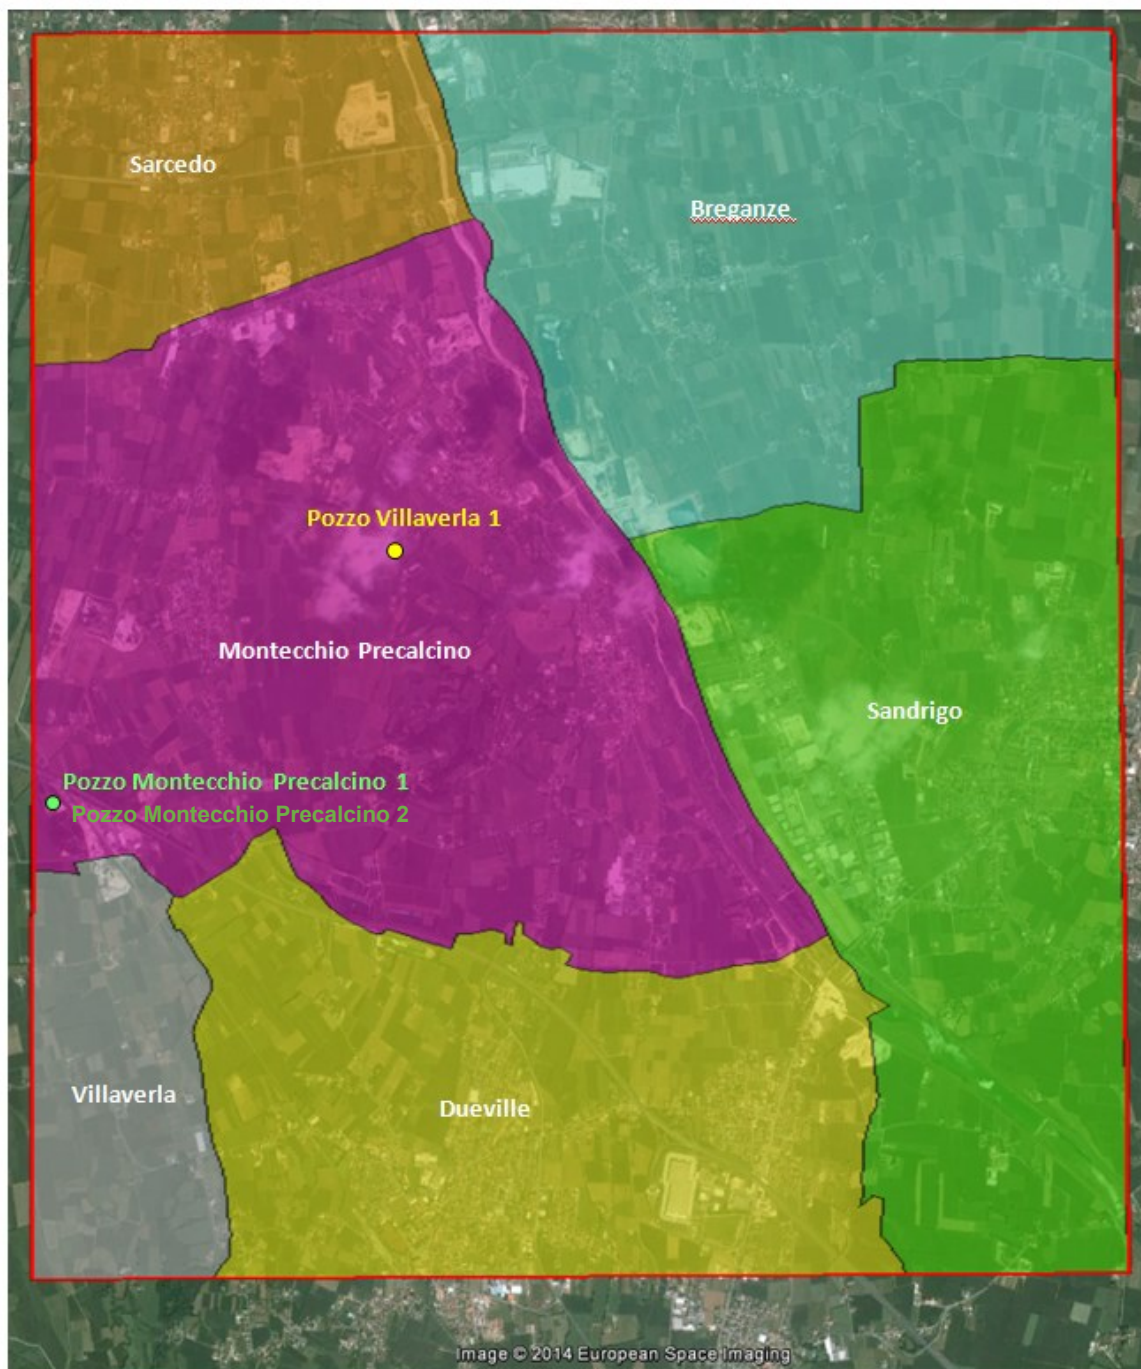 Sarcedo
Breganze
Pozzo Villaverla 1
Montecchio Precalcino
Sandrigo
Pozzo Montecchio Precalcino 1
Pozzo Montecchio Precalcino 2
Villaverla
Dueville
Image © 2014 European Space Imaging